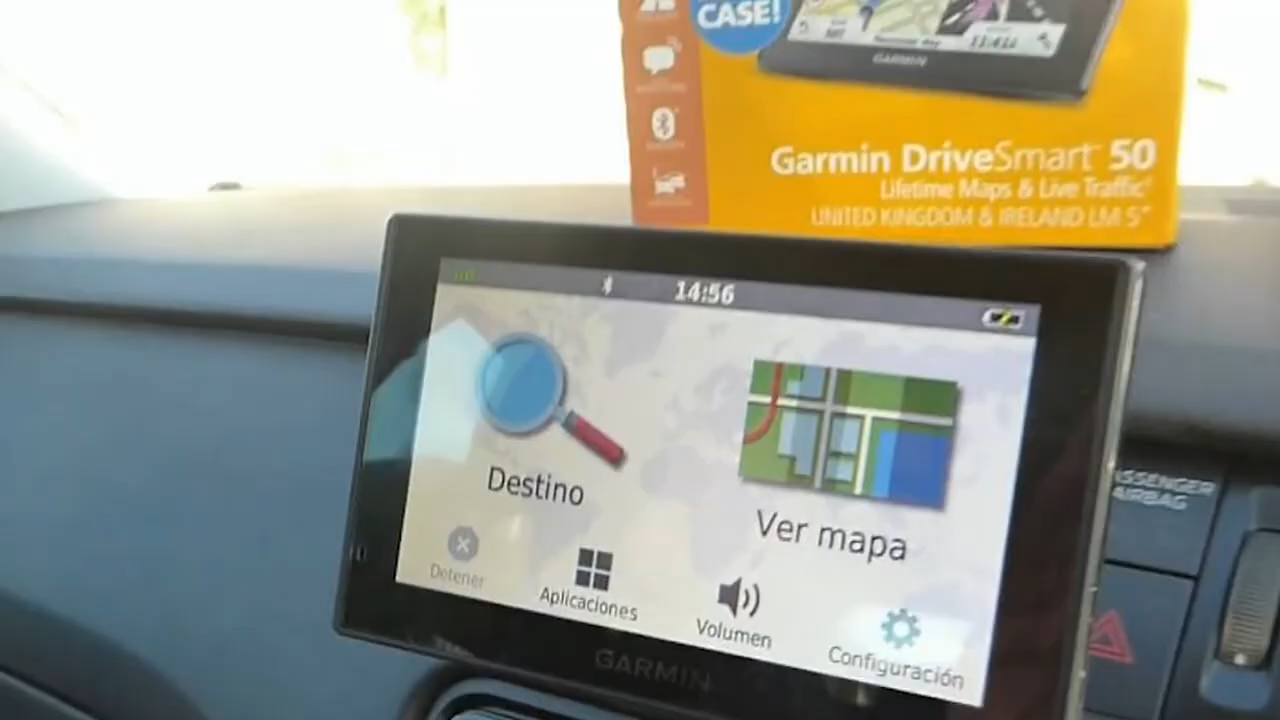 CASE!
GARMIN
Garmin DriveSmart 50
Lifetime Maps & Live Traffic
UNITED KINGDOM & IRELAND LM 5"
14:56
Destino
Ver mapa
Detener
Aplicaciones
Volumen
Configuración
GARMIN
PASSENGER
AIRBAG